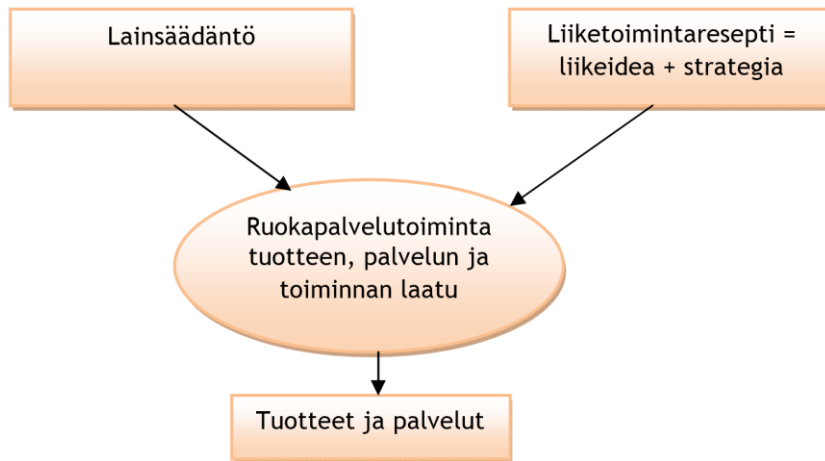 Lainsäädäntö
Liiketoimintaresepti =
liikeidea + strategia
Ruokapalvelutoiminta
tuotteen, palvelun ja
toiminnan laatu
Tuotteet ja palvelut